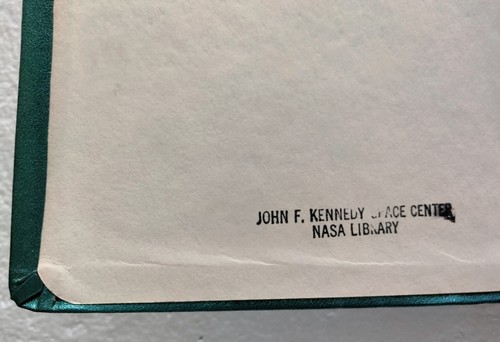 JOHN F. KENNEDY SPACE CENTER
NASA LIBRARY